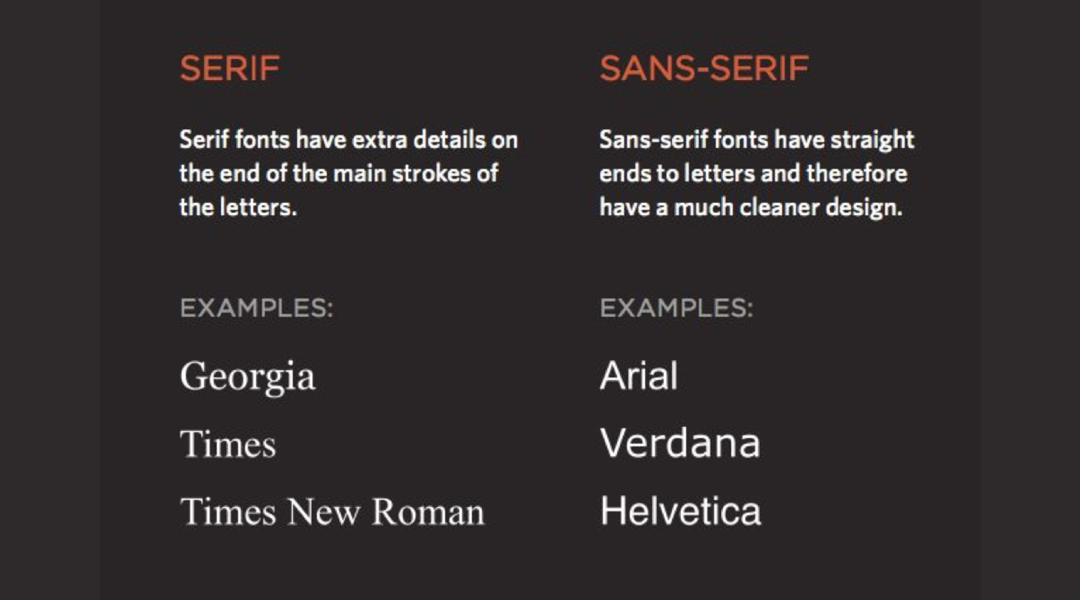 SERIF
Serif fonts have extra details on
the end of the main strokes of
the letters.
EXAMPLES:
Georgia
Times
Times New Roman
SANS-SERIF
Sans-serif fonts have straight
ends to letters and therefore
have a much cleaner design.
EXAMPLES:
Arial
Verdana
Helvetica